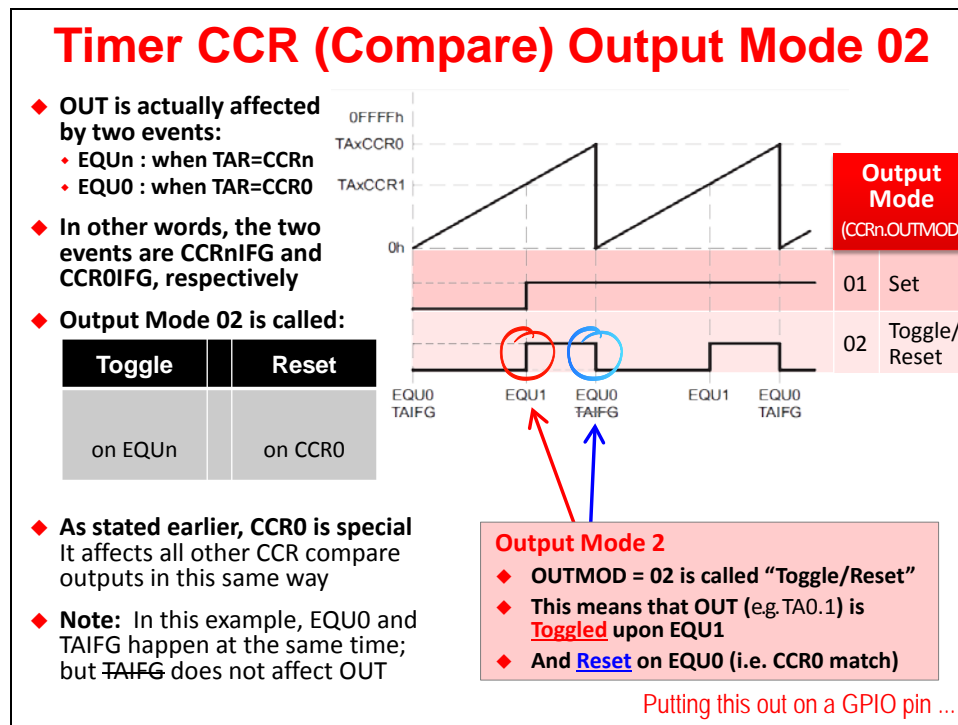 Timer CCR (Compare) Output Mode 02
OUT is actually affected
by two events:
EQUn : when TAR=CCRn
EQU0 : when TAR=CCR0
In other words, the two
events are CCRnIFG and
CCR0IFG, respectively
Output Mode 02 is called:
Toggle Reset
on EQUn on CCR0
As stated earlier, CCR0 is special
It affects all other CCR compare
outputs in this same way
Note: In this example, EQU0 and
TAIFG happen at the same time;
but TAIFG does not affect OUT
0FFFFh
TAxCCR0
TAxCCR1
0h
Output
Mode
(CCRn.OUTMOD
01 Set
02 Toggle/
Reset
EQU0 EQU1 EQU0 EQU1 EQU0
TAIFG TAIFG TAIFG
Output Mode 2
OUTMOD = 02 is called “Toggle/Reset”
This means that OUT (e.g. TA0.1) is
Toggled upon EQU1
And Reset on EQU0 (i.e. CCR0 match)
Putting this out on a GPIO pin ...